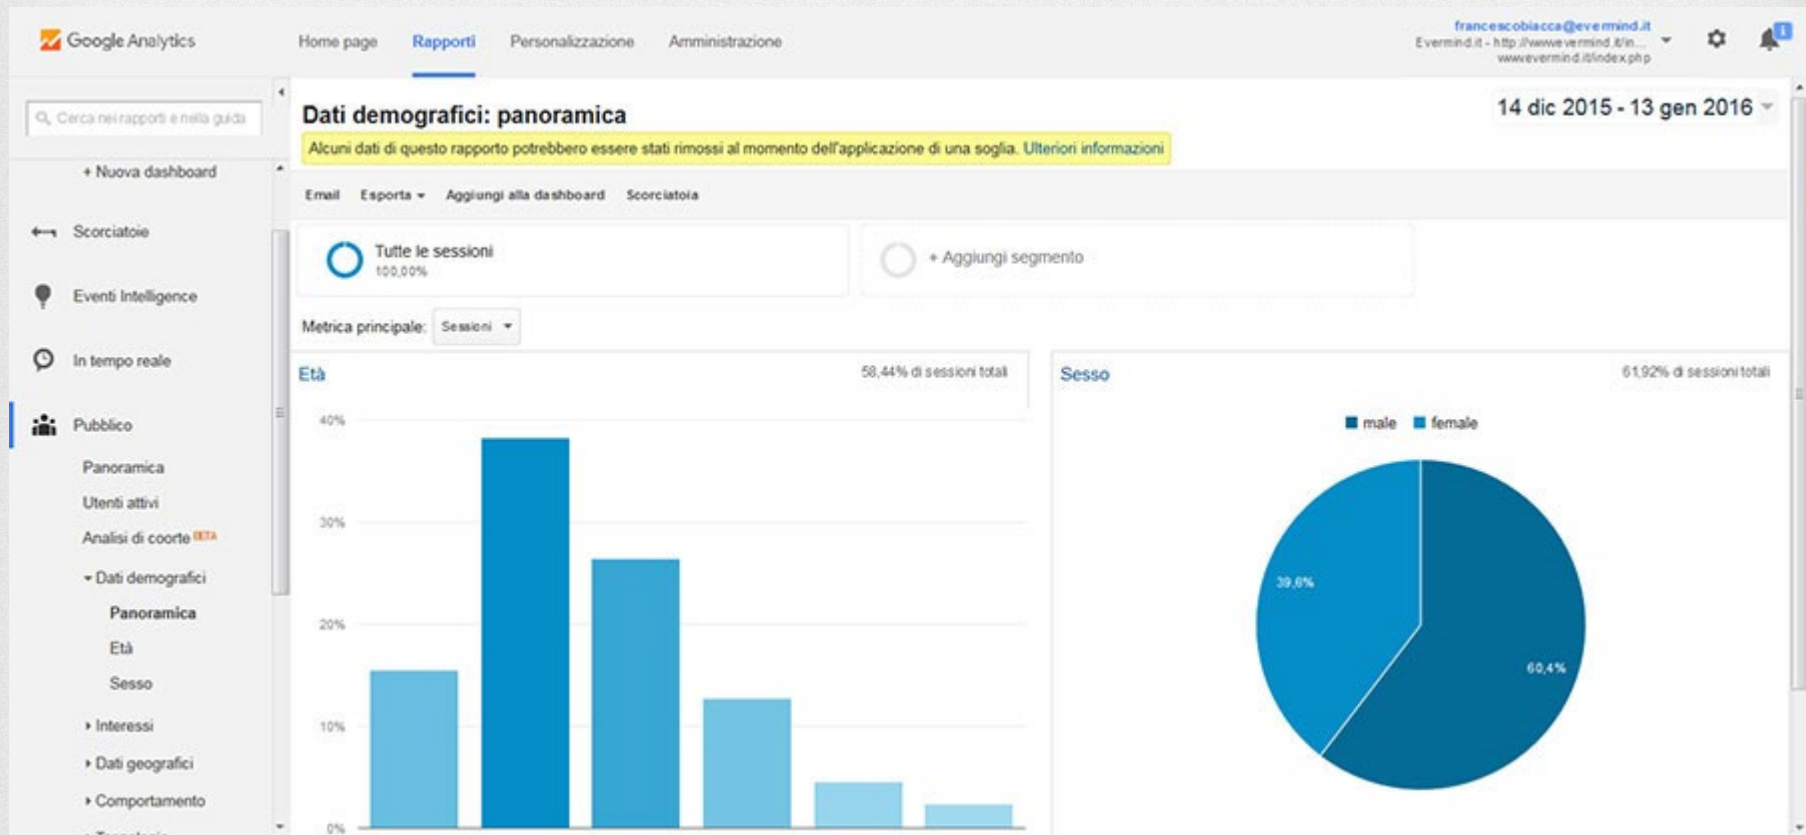 Google Analytics
Home page Rapporti Personalizzazione Amministrazione
francescobiacca@evermind.it
Evermind.it - http://www.evermind.it/in...
www.evermind.it/index.php
1
Cerca nei rapporti e nella guida
+ Nuova dashboard
Scorciatoie
Eventi Intelligence
In tempo reale
Pubblico
Panoramica
Utenti attivi
Analisi di coorte BETA
Dati demografici
Panoramica
Età
Sesso
Interessi
Dati geografici
Comportamento
Dati demografici: panoramica
14 dic 2015 - 13 gen 2016
Alcuni dati di questo rapporto potrebbero essere stati rimossi al momento dell'applicazione di una soglia. Ulteriori informazioni
Email Esporta Aggiungi alla dashboard Scorciatoia
Tutte le sessioni
100,00%
+ Aggiungi segmento
Metrica principale: Sessioni
Età
58,44% di sessioni totali
40%
30%
20%
10%
0%
Sesso
61,92% di sessioni totali
male female
39,6%
60,4%